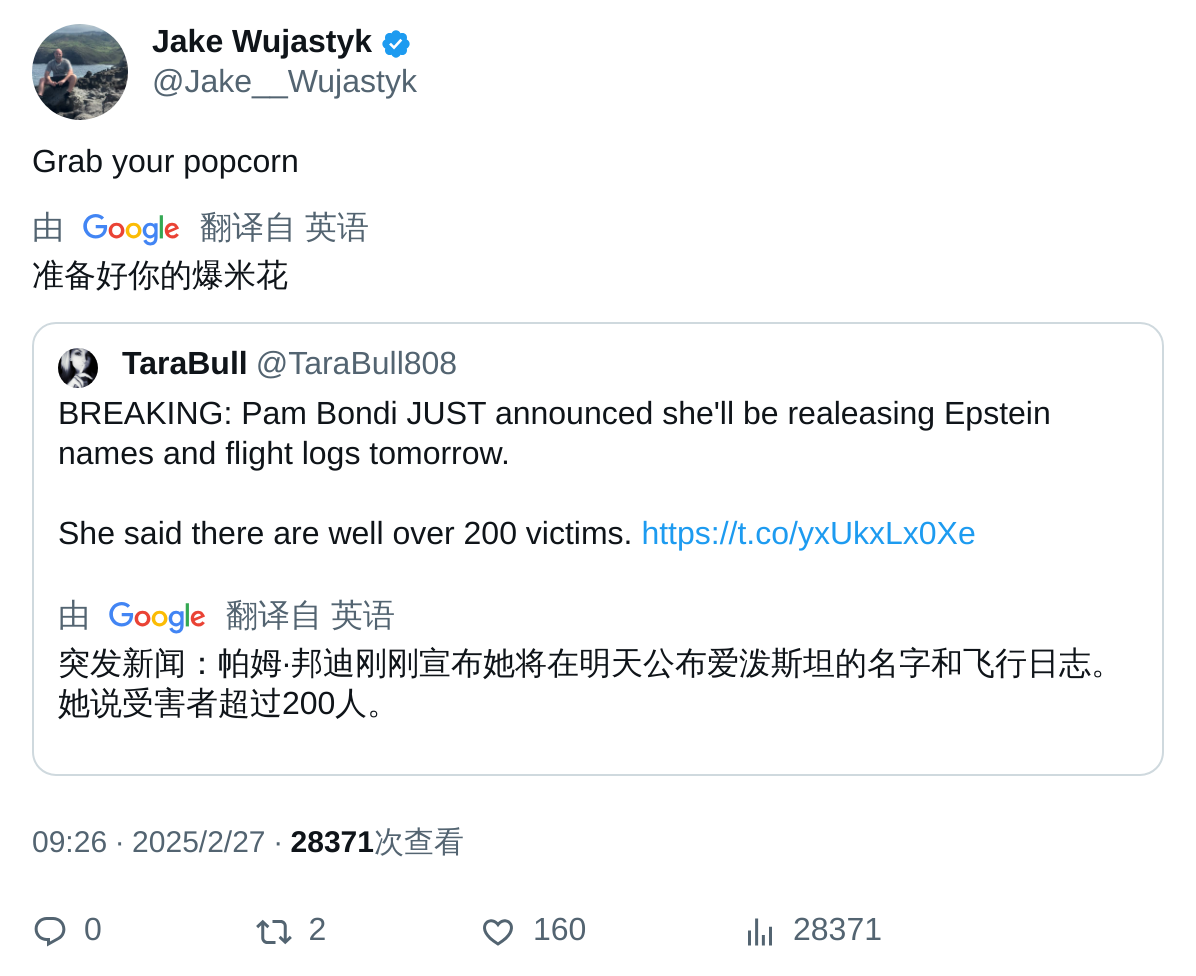 Jake Wujastyk
@Jake__Wujastyk
Grab your popcorn
由 Google 翻译自 英语
准备好你的爆米花
TaraBull @TaraBull808
BREAKING: Pam Bondi JUST announced she'll be realeasing Epstein
names and flight logs tomorrow.
She said there are well over 200 victims. https://t.co/yxUkxLx0Xe
由 Google 翻译自 英语
突发新闻：帕姆·邦迪刚刚宣布她将在明天公布爱泼斯坦的名字和飞行日志。
她说受害者超过200人。
09:26 · 2025/2/27 · 28371次查看
0 2 160 28371